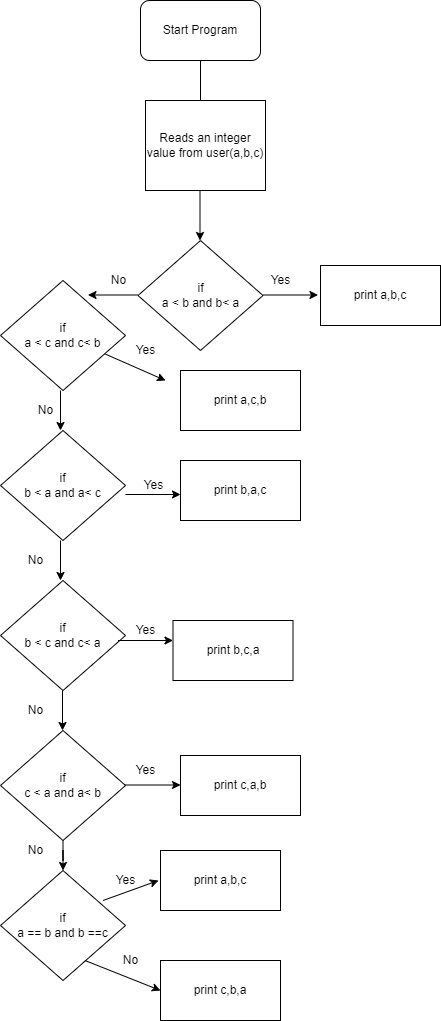 Start Program
Reads an integer
value from user(a,b,c)
if
a < b and b< a
No
Yes
print a,b,c
if
a < c and c< b
Yes
print a,c,b
No
if
b < a and a< c
Yes
print b,a,c
No
if
b < c and c< a
Yes
print b,c,a
No
if
c < a and a< b
Yes
print c,a,b
No
if
a == b and b ==c
Yes
print a,b,c
No
print c,b,a